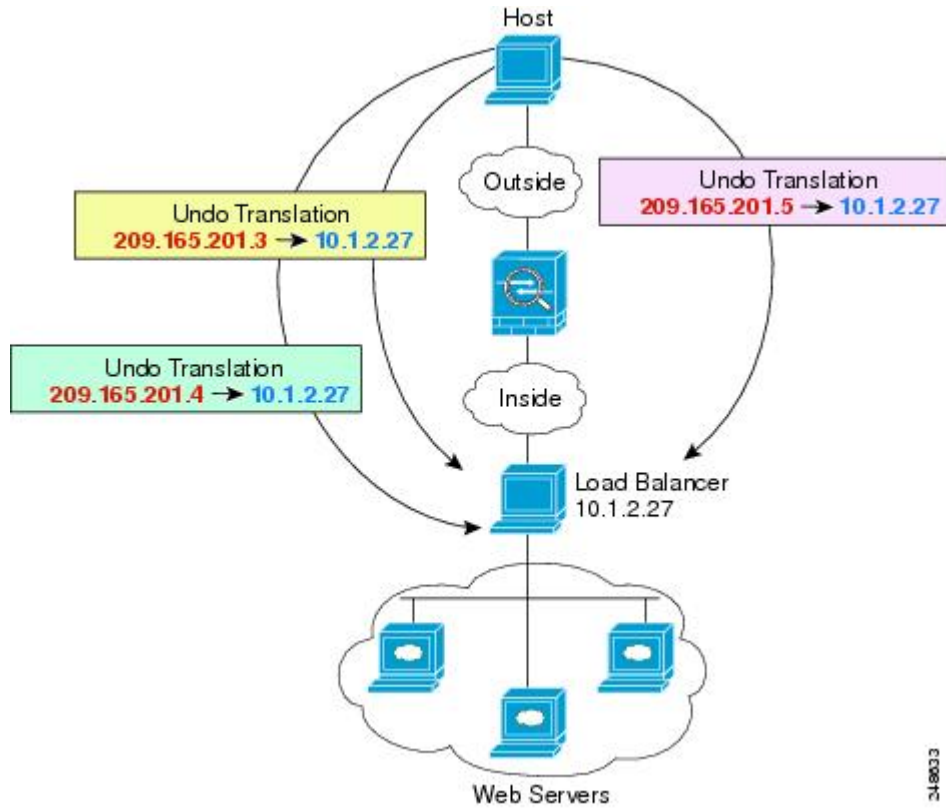 Host
Outside
Undo Translation
209.165.201.3 → 10.1.2.27
Undo Translation
209.165.201.5 → 10.1.2.27
Undo Translation
209.165.201.4 → 10.1.2.27
Inside
Load Balancer
10.1.2.27
Web Servers
248633